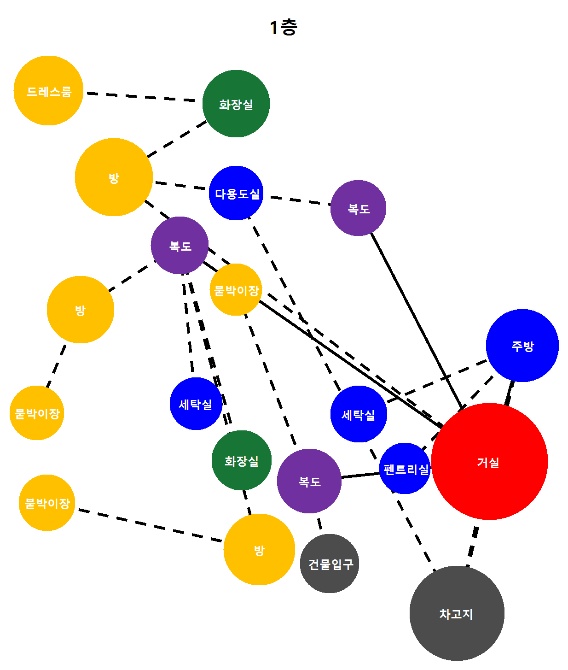 1층
드레스룸
화장실
방
다용도실
복도
복도
붙박이장
방
주방
세탁실
붙박이장
세탁실
화장실
거실
펜트리실
복도
붙박이장
방
건물입구
차고지